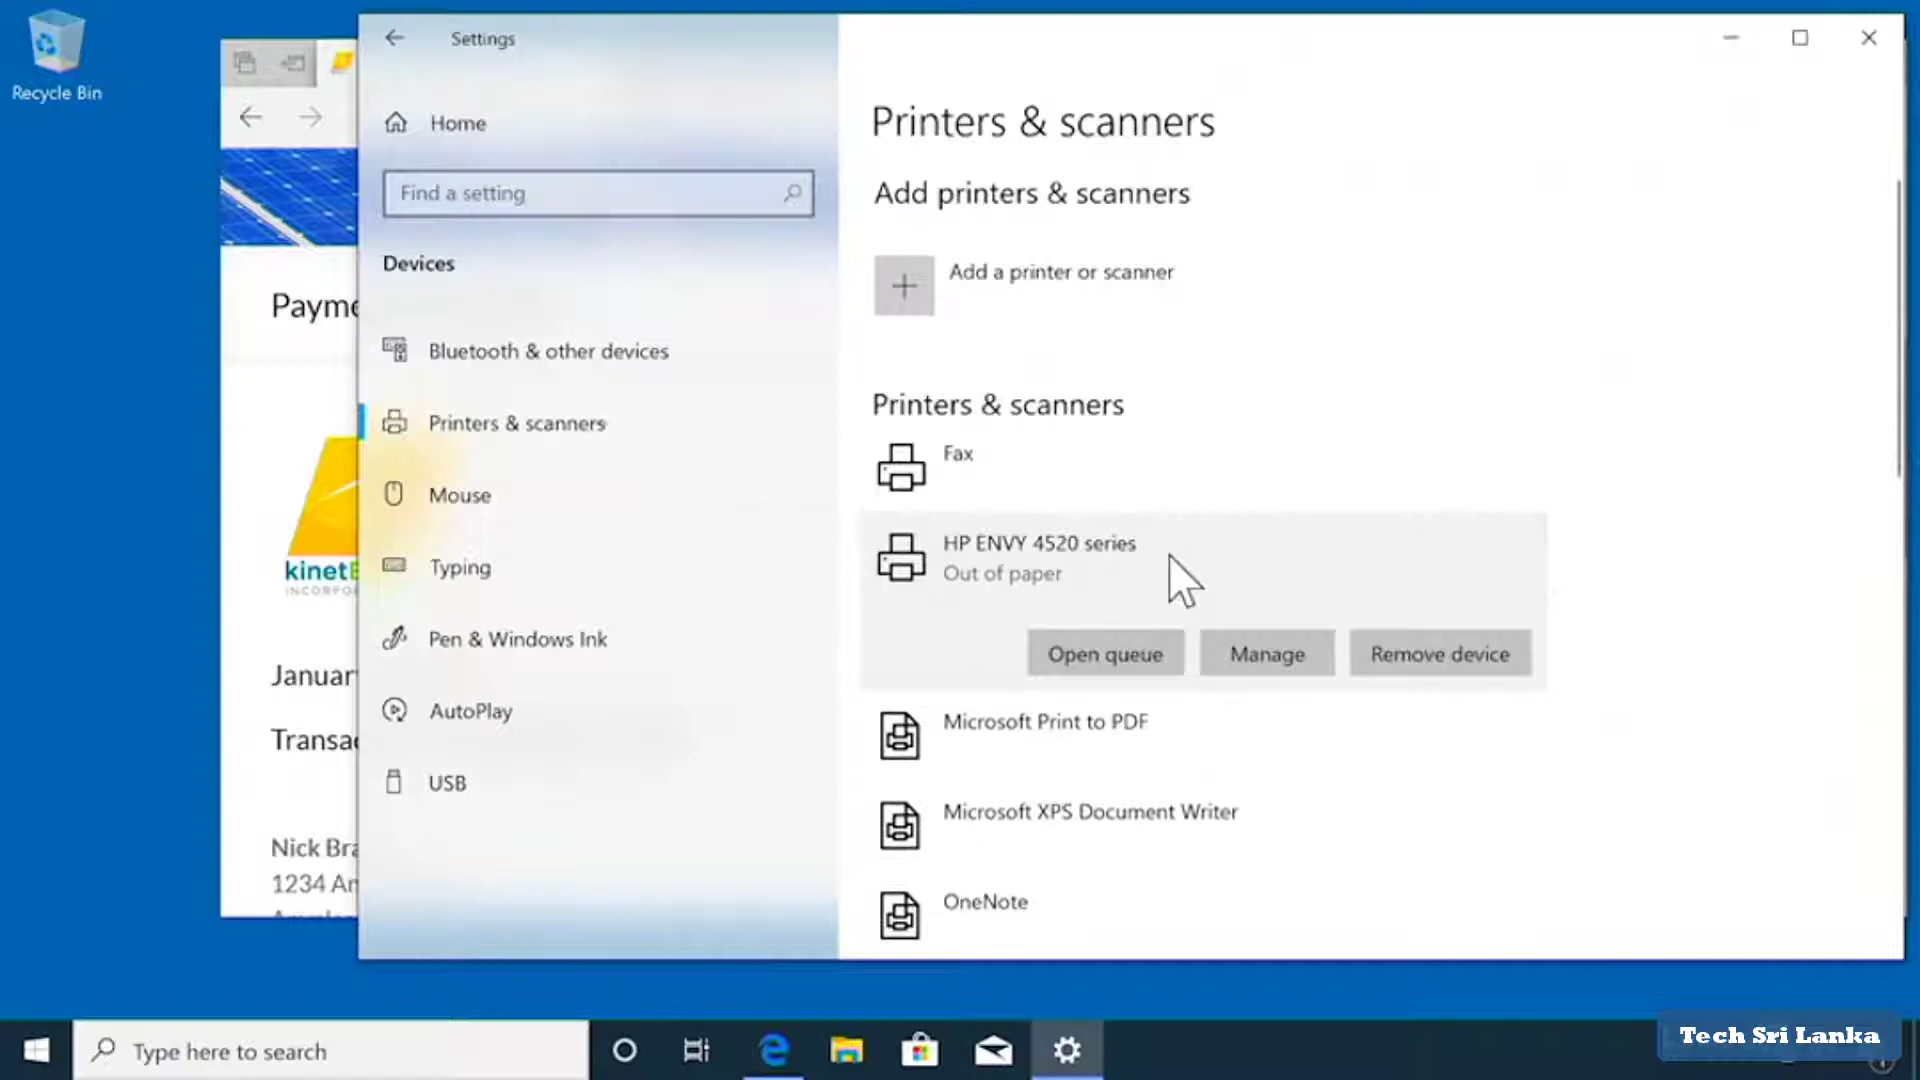 Recycle Bin
Settings
Home
Find a setting
Devices
Bluetooth & other devices
Printers & scanners
Mouse
Typing
Pen & Windows Ink
AutoPlay
USB
Printers & scanners
Add printers & scanners
Add a printer or scanner
Printers & scanners
Fax
HP ENVY 4520 series
Out of paper
Open queue
Manage
Remove device
Microsoft Print to PDF
Microsoft XPS Document Writer
OneNote
Nick
1234
Type here to search
Tech Sri Lanka